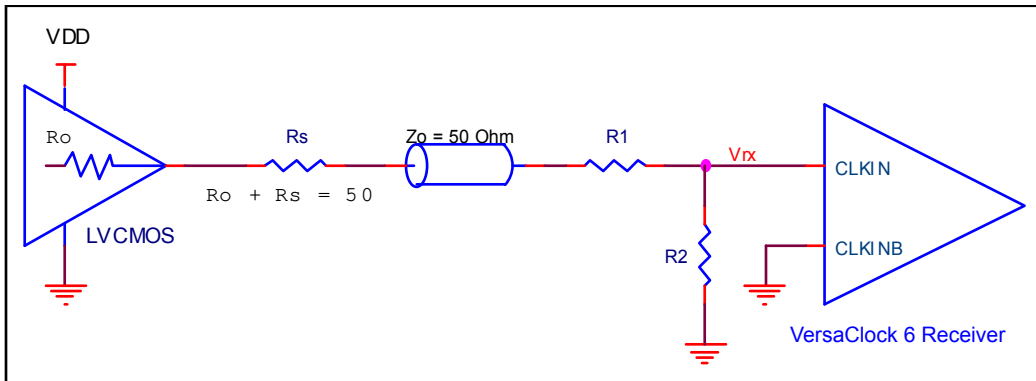 VDD
Ro
Rs
Zo = 50 Ohm
R1
Vrx
CLKIN
Ro + Rs = 50
LVCMOS
R2
CLKINB
VersaClock 6 Receiver